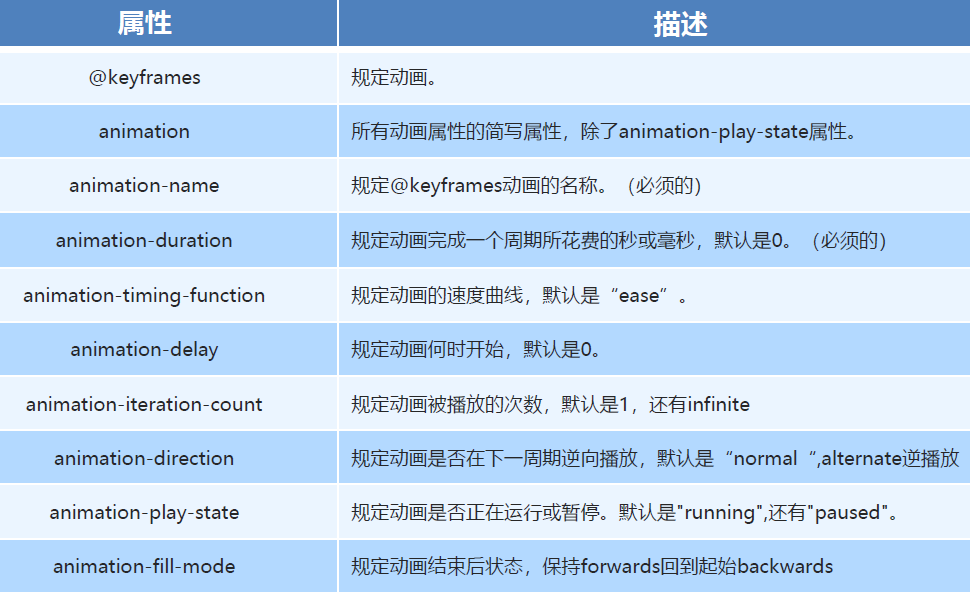 属性 描述
@keyframes 规定动画。
animation 所有动画属性的简写属性，除了animation-play-state属性。
animation-name 规定@keyframes动画的名称。（必须的）
animation-duration 规定动画完成一个周期所花费的秒或毫秒，默认是0。（必须的）
animation-timing-function 规定动画的速度曲线，默认是“ease”。
animation-delay 规定动画何时开始，默认是0。
animation-iteration-count 规定动画被播放的次数，默认是1，还有infinite
animation-direction 规定动画是否在下一周期逆向播放，默认是“normal“,alternate逆播放
animation-play-state 规定动画是否正在运行或暂停。默认是"running",还有"paused"。
animation-fill-mode 规定动画结束后状态，保持forwards回到起始backwards